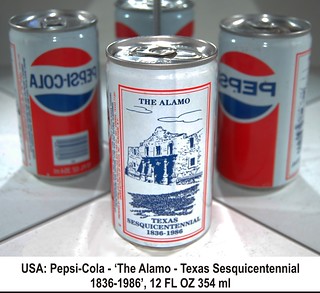 PEPSI-COLA
PEPS
THE ALAMO
TEXAS
SESQUICENTENNIAL
1836-1986
USA: Pepsi-Cola - ‘The Alamo - Texas Sesquicentennial
1836-1986’, 12 FL OZ 354 ml